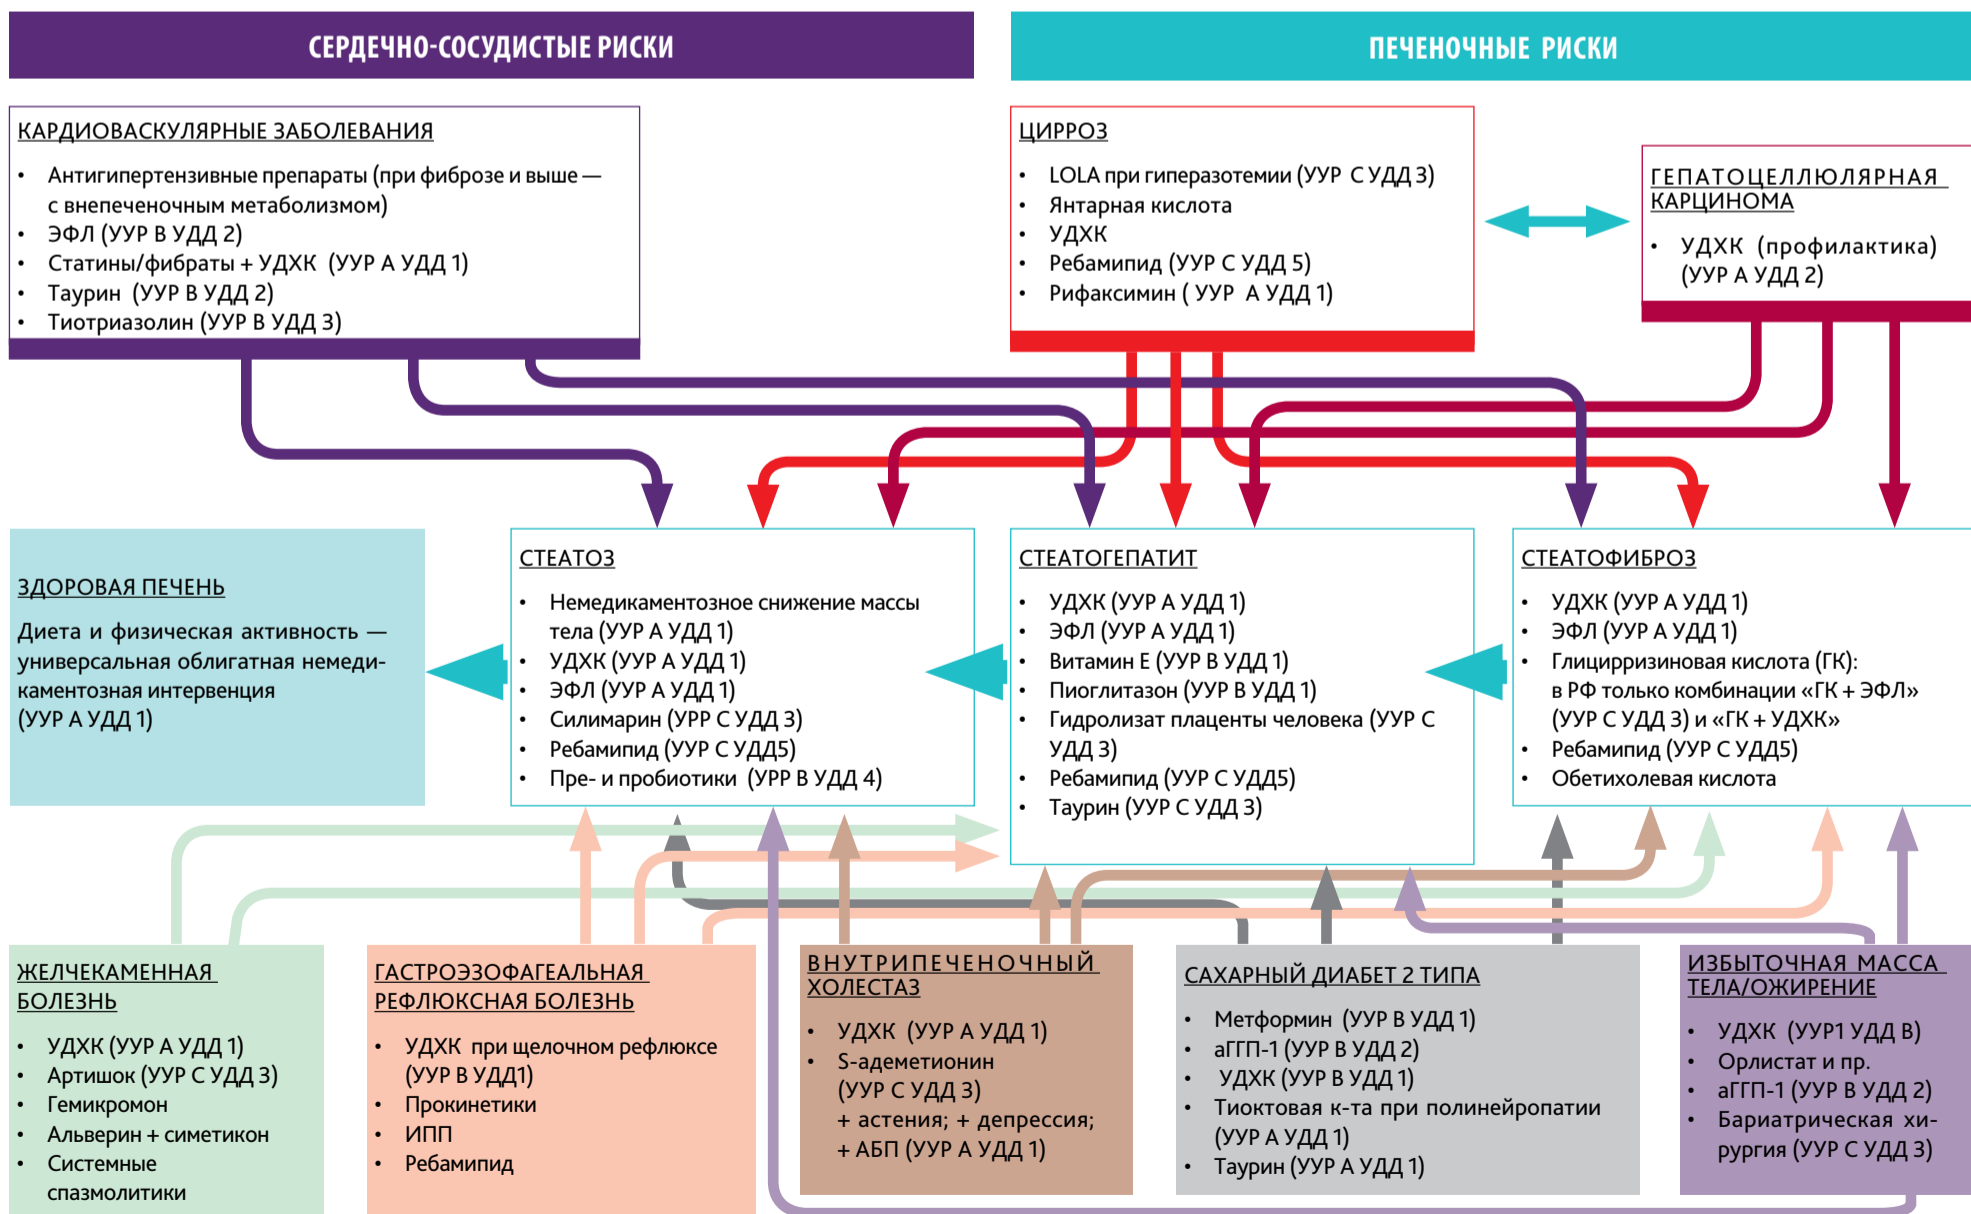 СЕРДЕЧНО-СОСУДИСТЫЕ РИСКИ
ПЕЧЕНОЧНЫЕ РИСКИ
КАРДИОВАСКУЛЯРНЫЕ ЗАБОЛЕВАНИЯ
• Антигипертензивные препараты (при фиброзе и выше —
с внепеченочным метаболизмом)
• ЭФЛ (УУР В УДД 2)
• Статины/фибраты + УДХК (УУР А УДД 1)
• Таурин (УУР В УДД 2)
• Тиотриазолин (УУР В УДД 3)
ЦИРРОЗ
• LOLA при гиперазотемии (УУР С УДД 3)
• Янтарная кислота
• УДХК
• Ребамипид (УУР С УДД 5)
• Рифаксимин ( УУР А УДД 1)
ГЕПАТОЦЕЛЛЮЛЯРНАЯ
КАРЦИНОМА
• УДХК (профилактика)
(УУР А УДД 2)
ЗДОРОВАЯ ПЕЧЕНЬ
Диета и физическая активность —
универсальная облигатная немеди-
каментозная интервенция
(УУР А УДД 1)
СТЕАТОЗ
• Немедикаментозное снижение массы
тела (УУР А УДД 1)
• УДХК (УУР А УДД 1)
• ЭФЛ (УУР А УДД 1)
• Силимарин (УРР С УДД 3)
• Ребамипид (УУР С УДД5)
• Пре- и пробиотики (УРР В УДД 4)
СТЕАТОГЕПАТИТ
• УДХК (УУР А УДД 1)
• ЭФЛ (УУР А УДД 1)
• Витамин Е (УУР В УДД 1)
• Пиоглитазон (УУР В УДД 1)
• Гидролизат плаценты человека (УУР С
УДД 3)
• Ребамипид (УУР С УДД5)
• Таурин (УУР С УДД 3)
СТЕАТОФИБРОЗ
• УДХК (УУР А УДД 1)
• ЭФЛ (УУР А УДД 1)
• Глицирризиновая кислота (ГК):
в РФ только комбинации «ГК + ЭФЛ»
(УУР С УДД 3) и «ГК + УДХК»
• Ребамипид (УУР С УДД5)
• Обетихолевая кислота
ЖЕЛЧЕКАМЕННАЯ
БОЛЕЗНЬ
• УДХК (УУР А УДД 1)
• Артишок (УУР С УДД 3)
• Гемикромон
• Альверин + симетикон
• Системные
спазмолитики
ГАСТРОЭЗОФАГЕАЛЬНАЯ
РЕФЛЮКСНАЯ БОЛЕЗНЬ
• УДХК при щелочном рефлюксе
(УУР В УДД1)
• Прокинетики
• ИПП
• Ребамипид
ВНУТРИПЕЧЕНОЧНЫЙ
ХОЛЕСТАЗ
• УДХК (УУР А УДД 1)
• S-адеметионин
(УУР С УДД 3)
+ астения; + депрессия;
+ АБП (УУР А УДД 1)
САХАРНЫЙ ДИАБЕТ 2 ТИПА
• Метформин (УУР В УДД 1)
• аГГП-1 (УУР В УДД 2)
• УДХК (УУР В УДД 1)
• Тиоктовая к-та при полинейропатии
(УУР А УДД 1)
• Таурин (УУР А УДД 1)
ИЗБЫТОЧНАЯ МАССА
ТЕЛА/ОЖИРЕНИЕ
• УДХК (УУР1 УДД В)
• Орлистат и пр.
• аГГП-1 (УУР В УДД 2)
• Бариатрическая хи-
рургия (УУР С УДД 3)